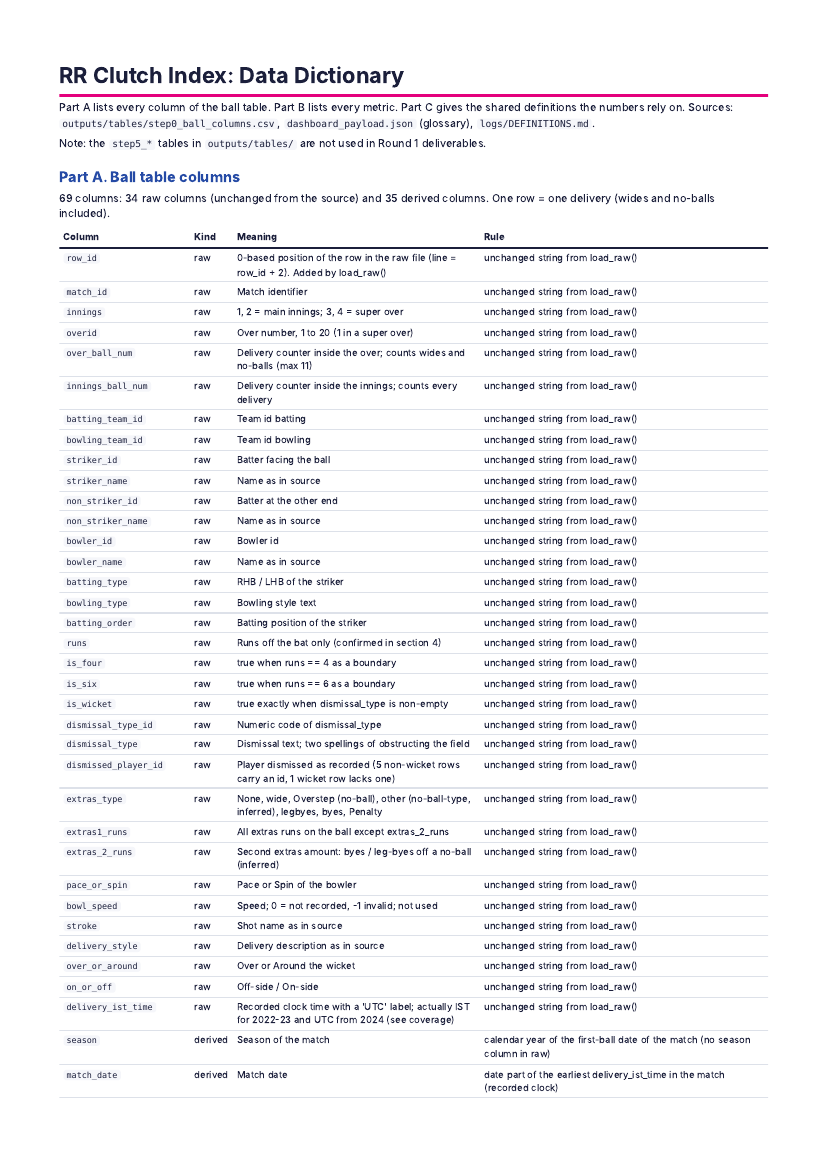 RR Clutch Index: Data Dictionary
Part A lists every column of the ball table. Part B lists every metric. Part C gives the shared definitions the numbers rely on. Sources:
outputs/tables/step0_ball_columns.csv, dashboard_payload.json (glossary), logs/DEFINITIONS.md.
Note: the step5_* tables in outputs/tables/ are not used in Round 1 deliverables.
Part A. Ball table columns
69 columns: 34 raw columns (unchanged from the source) and 35 derived columns. One row = one delivery (wides and no-balls
included).
Column Kind Meaning Rule
row_id raw 0-based position of the row in the raw file (line = unchanged string from load_raw()
row_id + 2). Added by load_raw()
match_id raw Match identifier unchanged string from load_raw()
innings raw 1, 2 = main innings; 3, 4 = super over unchanged string from load_raw()
overid raw Over number, 1 to 20 (1 in a super over) unchanged string from load_raw()
over_ball_num raw Delivery counter inside the over; counts wides and unchanged string from load_raw()
no-balls (max 11)
innings_ball_num raw Delivery counter inside the innings; counts every unchanged string from load_raw()
delivery
batting_team_id raw Team id batting unchanged string from load_raw()
bowling_team_id raw Team id bowling unchanged string from load_raw()
striker_id raw Batter facing the ball unchanged string from load_raw()
striker_name raw Name as in source unchanged string from load_raw()
non_striker_id raw Batter at the other end unchanged string from load_raw()
non_striker_name raw Name as in source unchanged string from load_raw()
bowler_id raw Bowler id unchanged string from load_raw()
bowler_name raw Name as in source unchanged string from load_raw()
batting_type raw RHB / LHB of the striker unchanged string from load_raw()
bowling_type raw Bowling style text unchanged string from load_raw()
batting_order raw Batting position of the striker unchanged string from load_raw()
runs raw Runs off the bat only (confirmed in section 4) unchanged string from load_raw()
is_four raw true when runs == 4 as a boundary unchanged string from load_raw()
is_six raw true when runs == 6 as a boundary unchanged string from load_raw()
is_wicket raw true exactly when dismissal_type is non-empty unchanged string from load_raw()
dismissal_type_id raw Numeric code of dismissal_type unchanged string from load_raw()
dismissal_type raw Dismissal text; two spellings of obstructing the field unchanged string from load_raw()
dismissed_player_id raw Player dismissed as recorded (5 non-wicket rows unchanged string from load_raw()
carry an id, 1 wicket row lacks one)
extras_type raw None, wide, Overstep (no-ball), other (no-ball-type, unchanged string from load_raw()
inferred), legbyes, byes, Penalty
extras1_runs raw All extras runs on the ball except extras_2_runs unchanged string from load_raw()
extras_2_runs raw Second extras amount: byes / leg-byes off a no-ball unchanged string from load_raw()
(inferred)
pace_or_spin raw Pace or Spin of the bowler unchanged string from load_raw()
bowl_speed raw Speed; 0 = not recorded, -1 invalid; not used unchanged string from load_raw()
stroke raw Shot name as in source unchanged string from load_raw()
delivery_style raw Delivery description as in source unchanged string from load_raw()
over_or_around raw Over or Around the wicket unchanged string from load_raw()
on_or_off raw Off-side / On-side unchanged string from load_raw()
delivery_ist_time raw Recorded clock time with a 'UTC' label; actually IST unchanged string from load_raw()
for 2022-23 and UTC from 2024 (see coverage)
season derived Season of the match calendar year of the first-ball date of the match (no season
column in raw)
match_date derived Match date date part of the earliest delivery_ist_time in the match
(recorded clock)